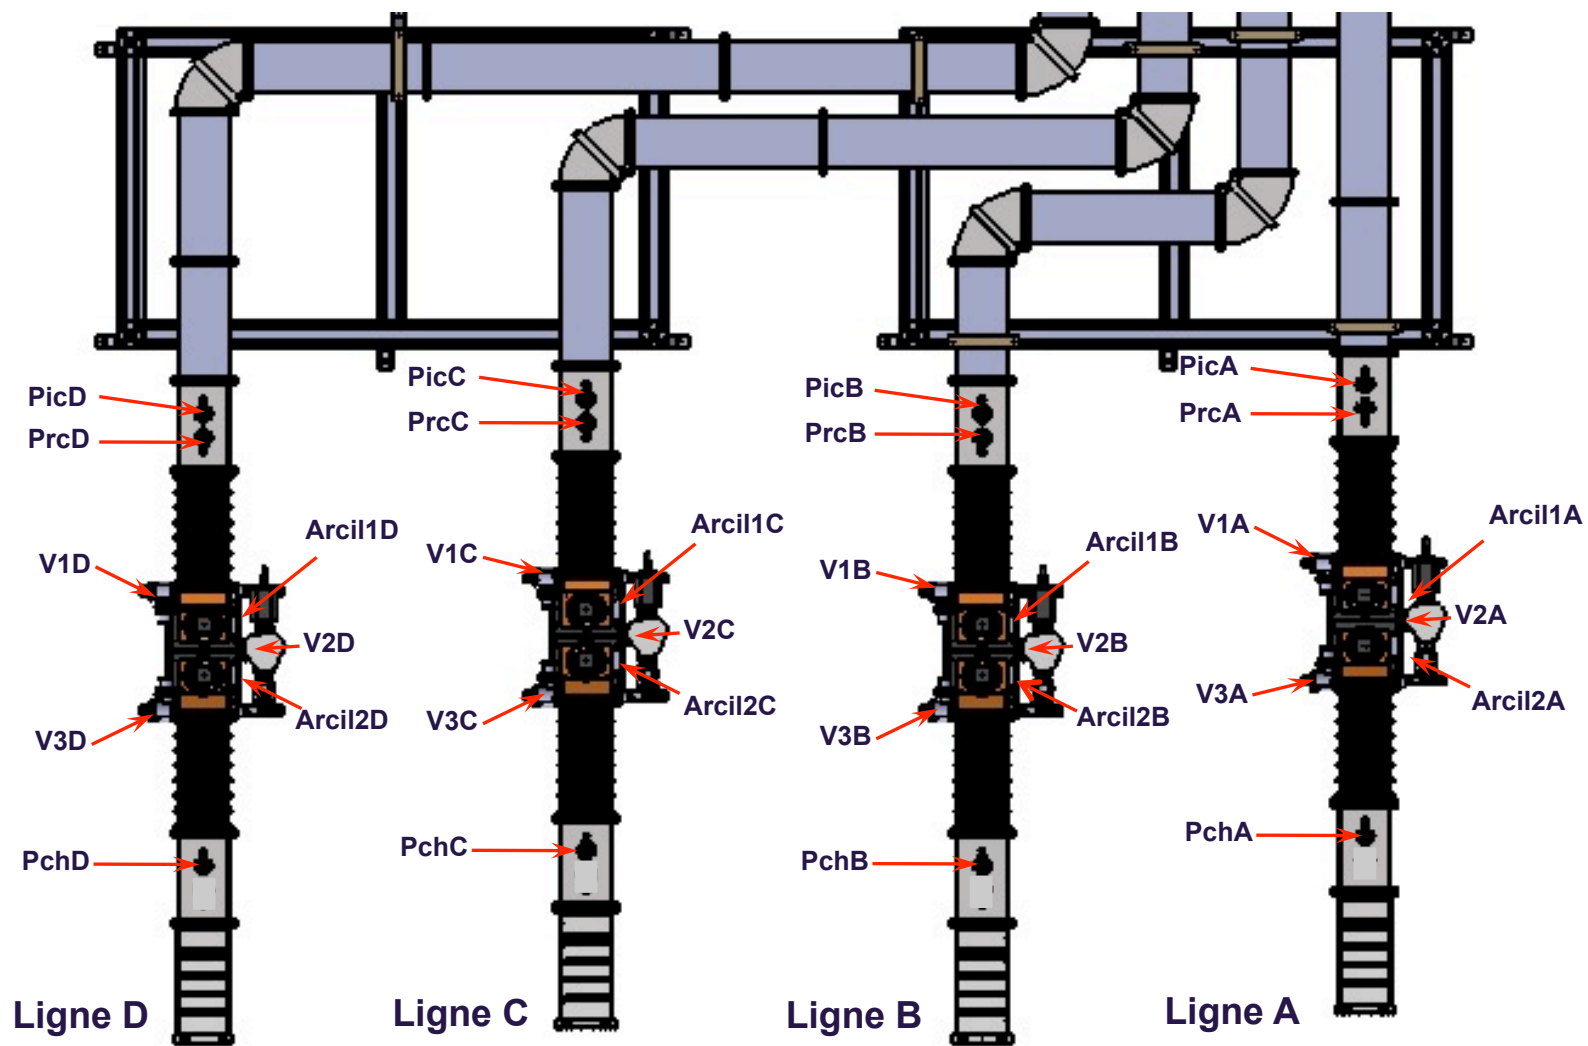 PicD
PrcD
Arcil1D
V1D
V2D
Arcil2D
V3D
PchD
Ligne D
PicC
PrcC
Arcil1C
V1C
V2C
Arcil2C
V3C
PchC
Ligne C
PicB
PrcB
Arcil1B
V1B
V2B
Arcil2B
V3B
PchB
Ligne B
PicA
PrcA
Arcil1A
V1A
V2A
Arcil2A
V3A
PchA
Ligne A